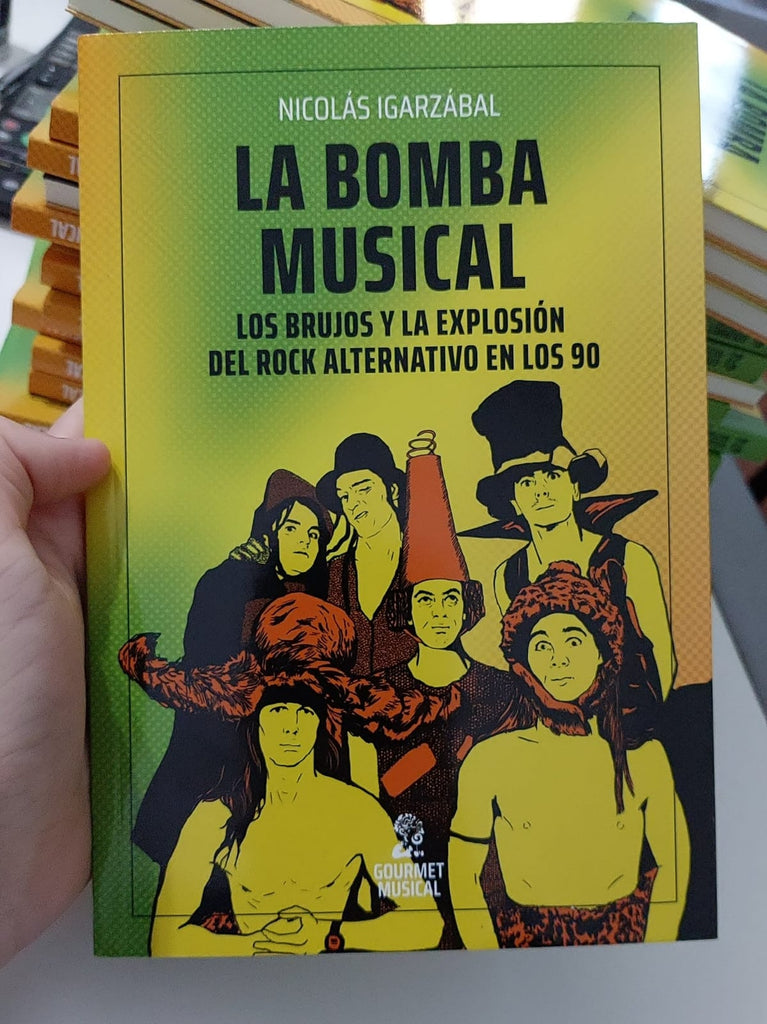 NICOLÁS IGARZÁBAL
LA BOMBA
MUSICAL
LOS BRUJOS Y LA EXPLOSIÓN
DEL ROCK ALTERNATIVO EN LOS 90
GOURMET
MUSICAL